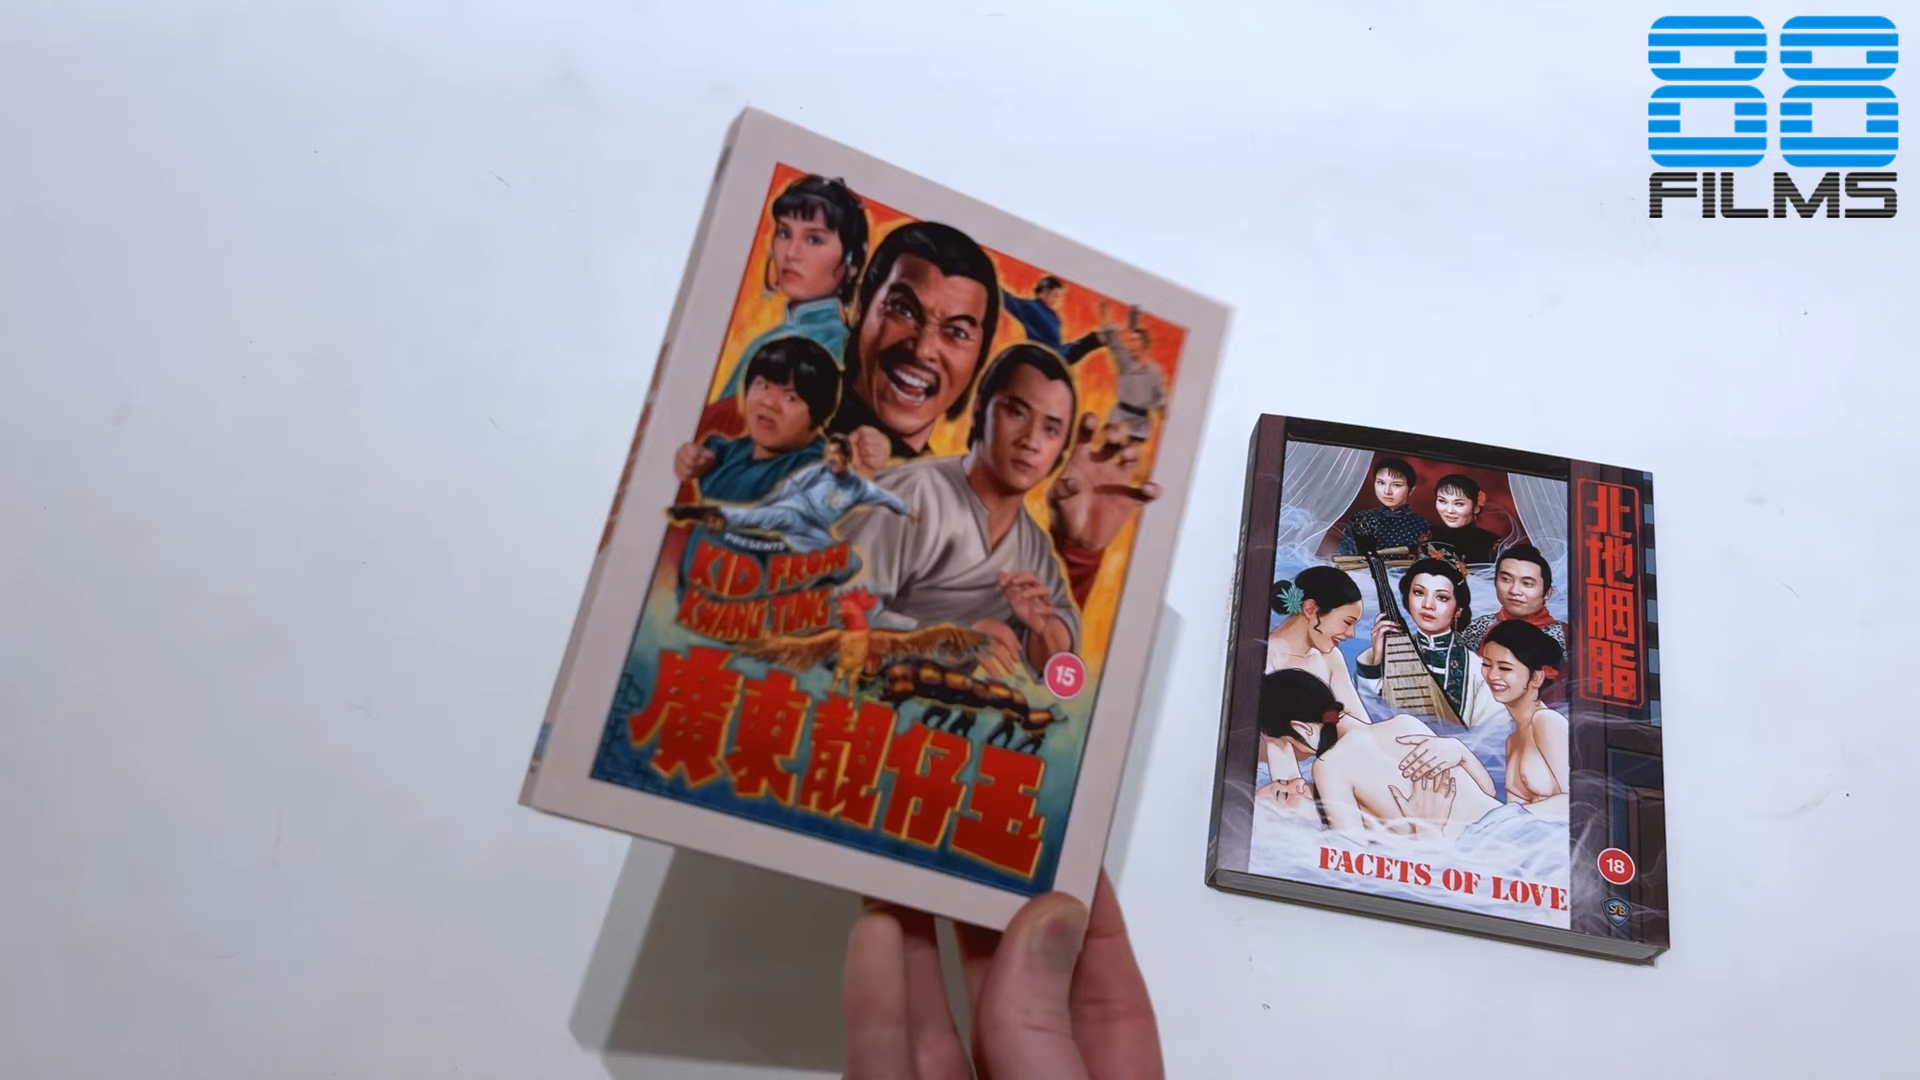 88
FILMS
PRESENTS
KID FROM
KWANG TUNG
15
廣東靚仔玉
北地胭脂
FACETS OF LOVE
18
SB